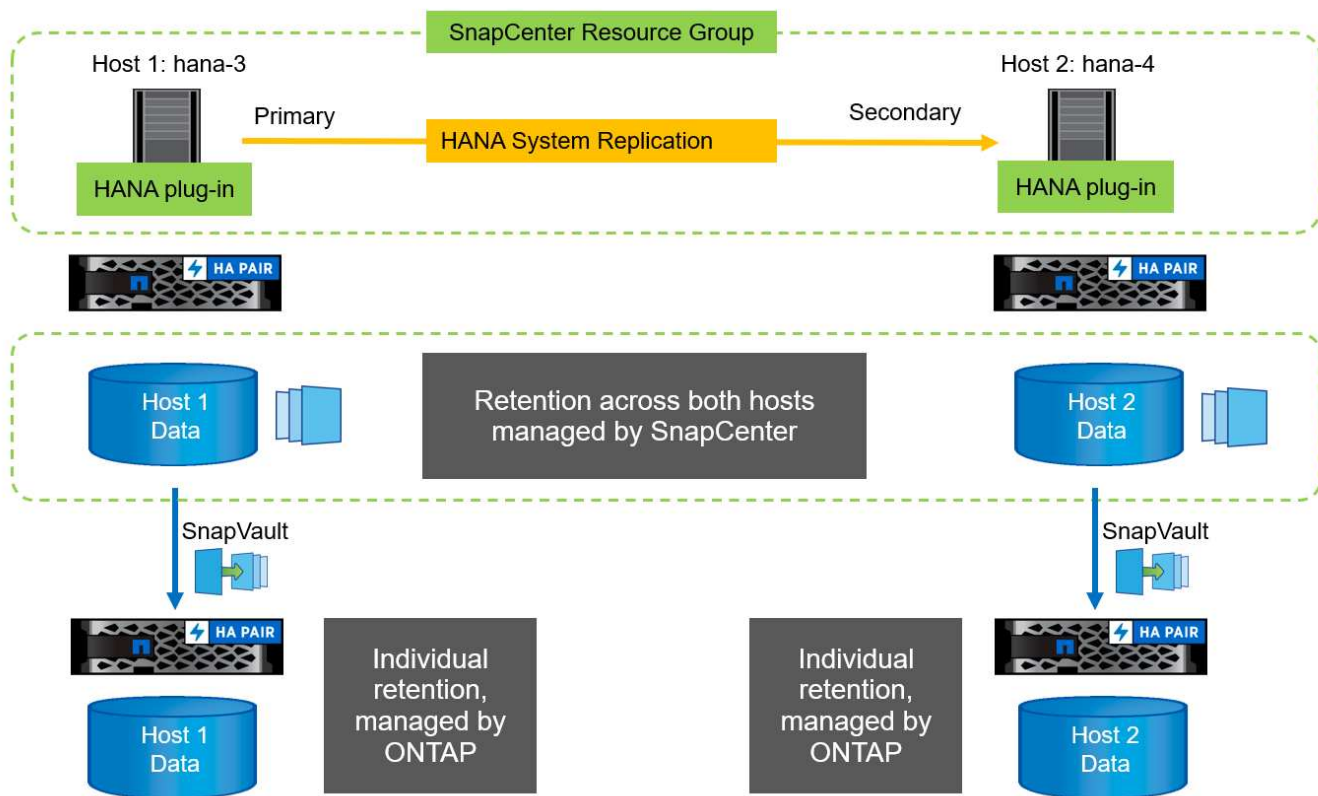 SnapCenter Resource Group
Host 1: hana-3
Host 2: hana-4
Primary
HANA System Replication
Secondary
HANA plug-in
HANA plug-in
HA PAIR
HA PAIR
Host 1
Data
Retention across both hosts
managed by SnapCenter
Host 2
Data
SnapVault
SnapVault
HA PAIR
HA PAIR
Individual
retention,
managed by
ONTAP
Individual
retention,
managed by
ONTAP
Host 1
Data
Host 2
Data